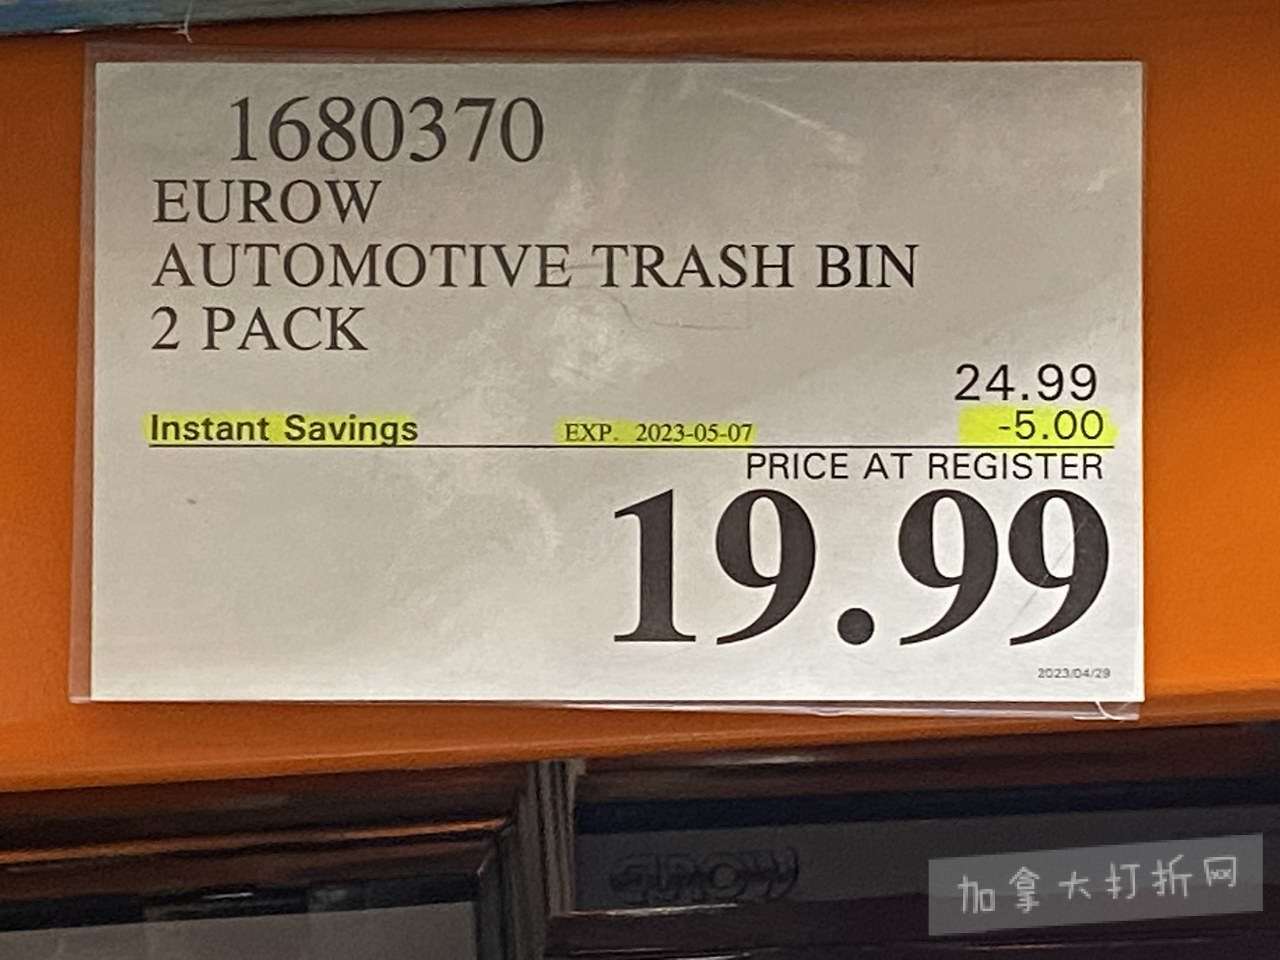 1680370
EUROW
AUTOMOTIVE TRASH BIN
2 PACK
24.99
Instant Savings EXP. 2023-05-07 -5.00
PRICE AT REGISTER
19.99
2023/04/29
加拿大打折网